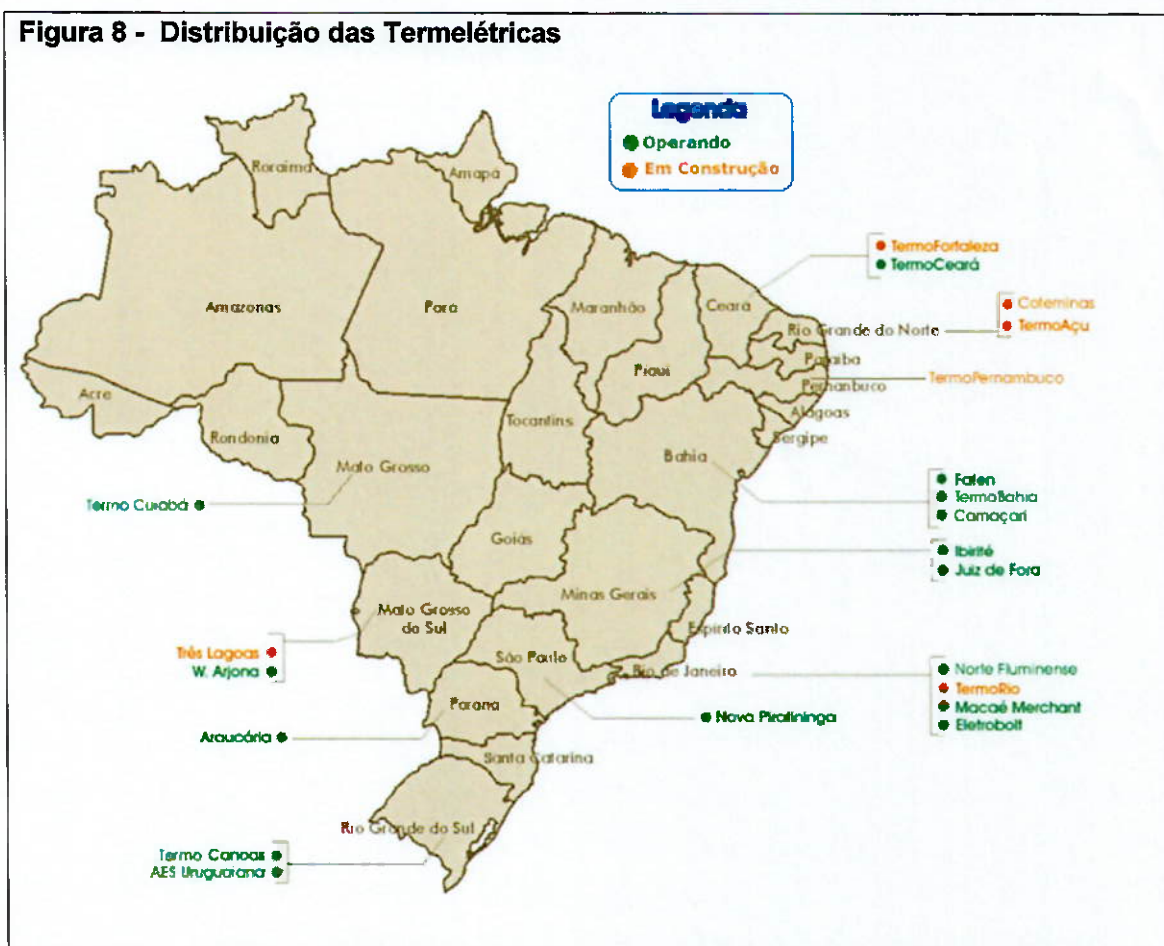 Figura 8 - Distribuição das Termelétricas
Legenda
Operando
Em Construção
Roraima
Amapá
TermoFortaleza
TermoCeará
Amazonas
Pará
Maranhão
Ceará
Coteminas
Rio Grande do Norte
TermoAçu
Paraiba
Piauí
TermoPernambuco
Pernanbuco
Acre
Alagoas
Tocantins
Rondonia
Sergipe
Bahia
Mato Grosso
Fafen
TermoBahia
Camaçari
Termo Cuiabá
Goiás
Ibirité
Juiz de Fora
Minas Gerais
Mato Grosso
do Sul
Espirito Santo
Três Lagoas
W. Arjona
São Paulo
Rio de Janeiro
Norte Fluminense
TermoRio
Macaé Merchant
Eletrobolt
Parana
Nova Piratininga
Araucária
Santa Catarina
Rio Grande do Sul
Termo Canoas
AES Uruguaiana